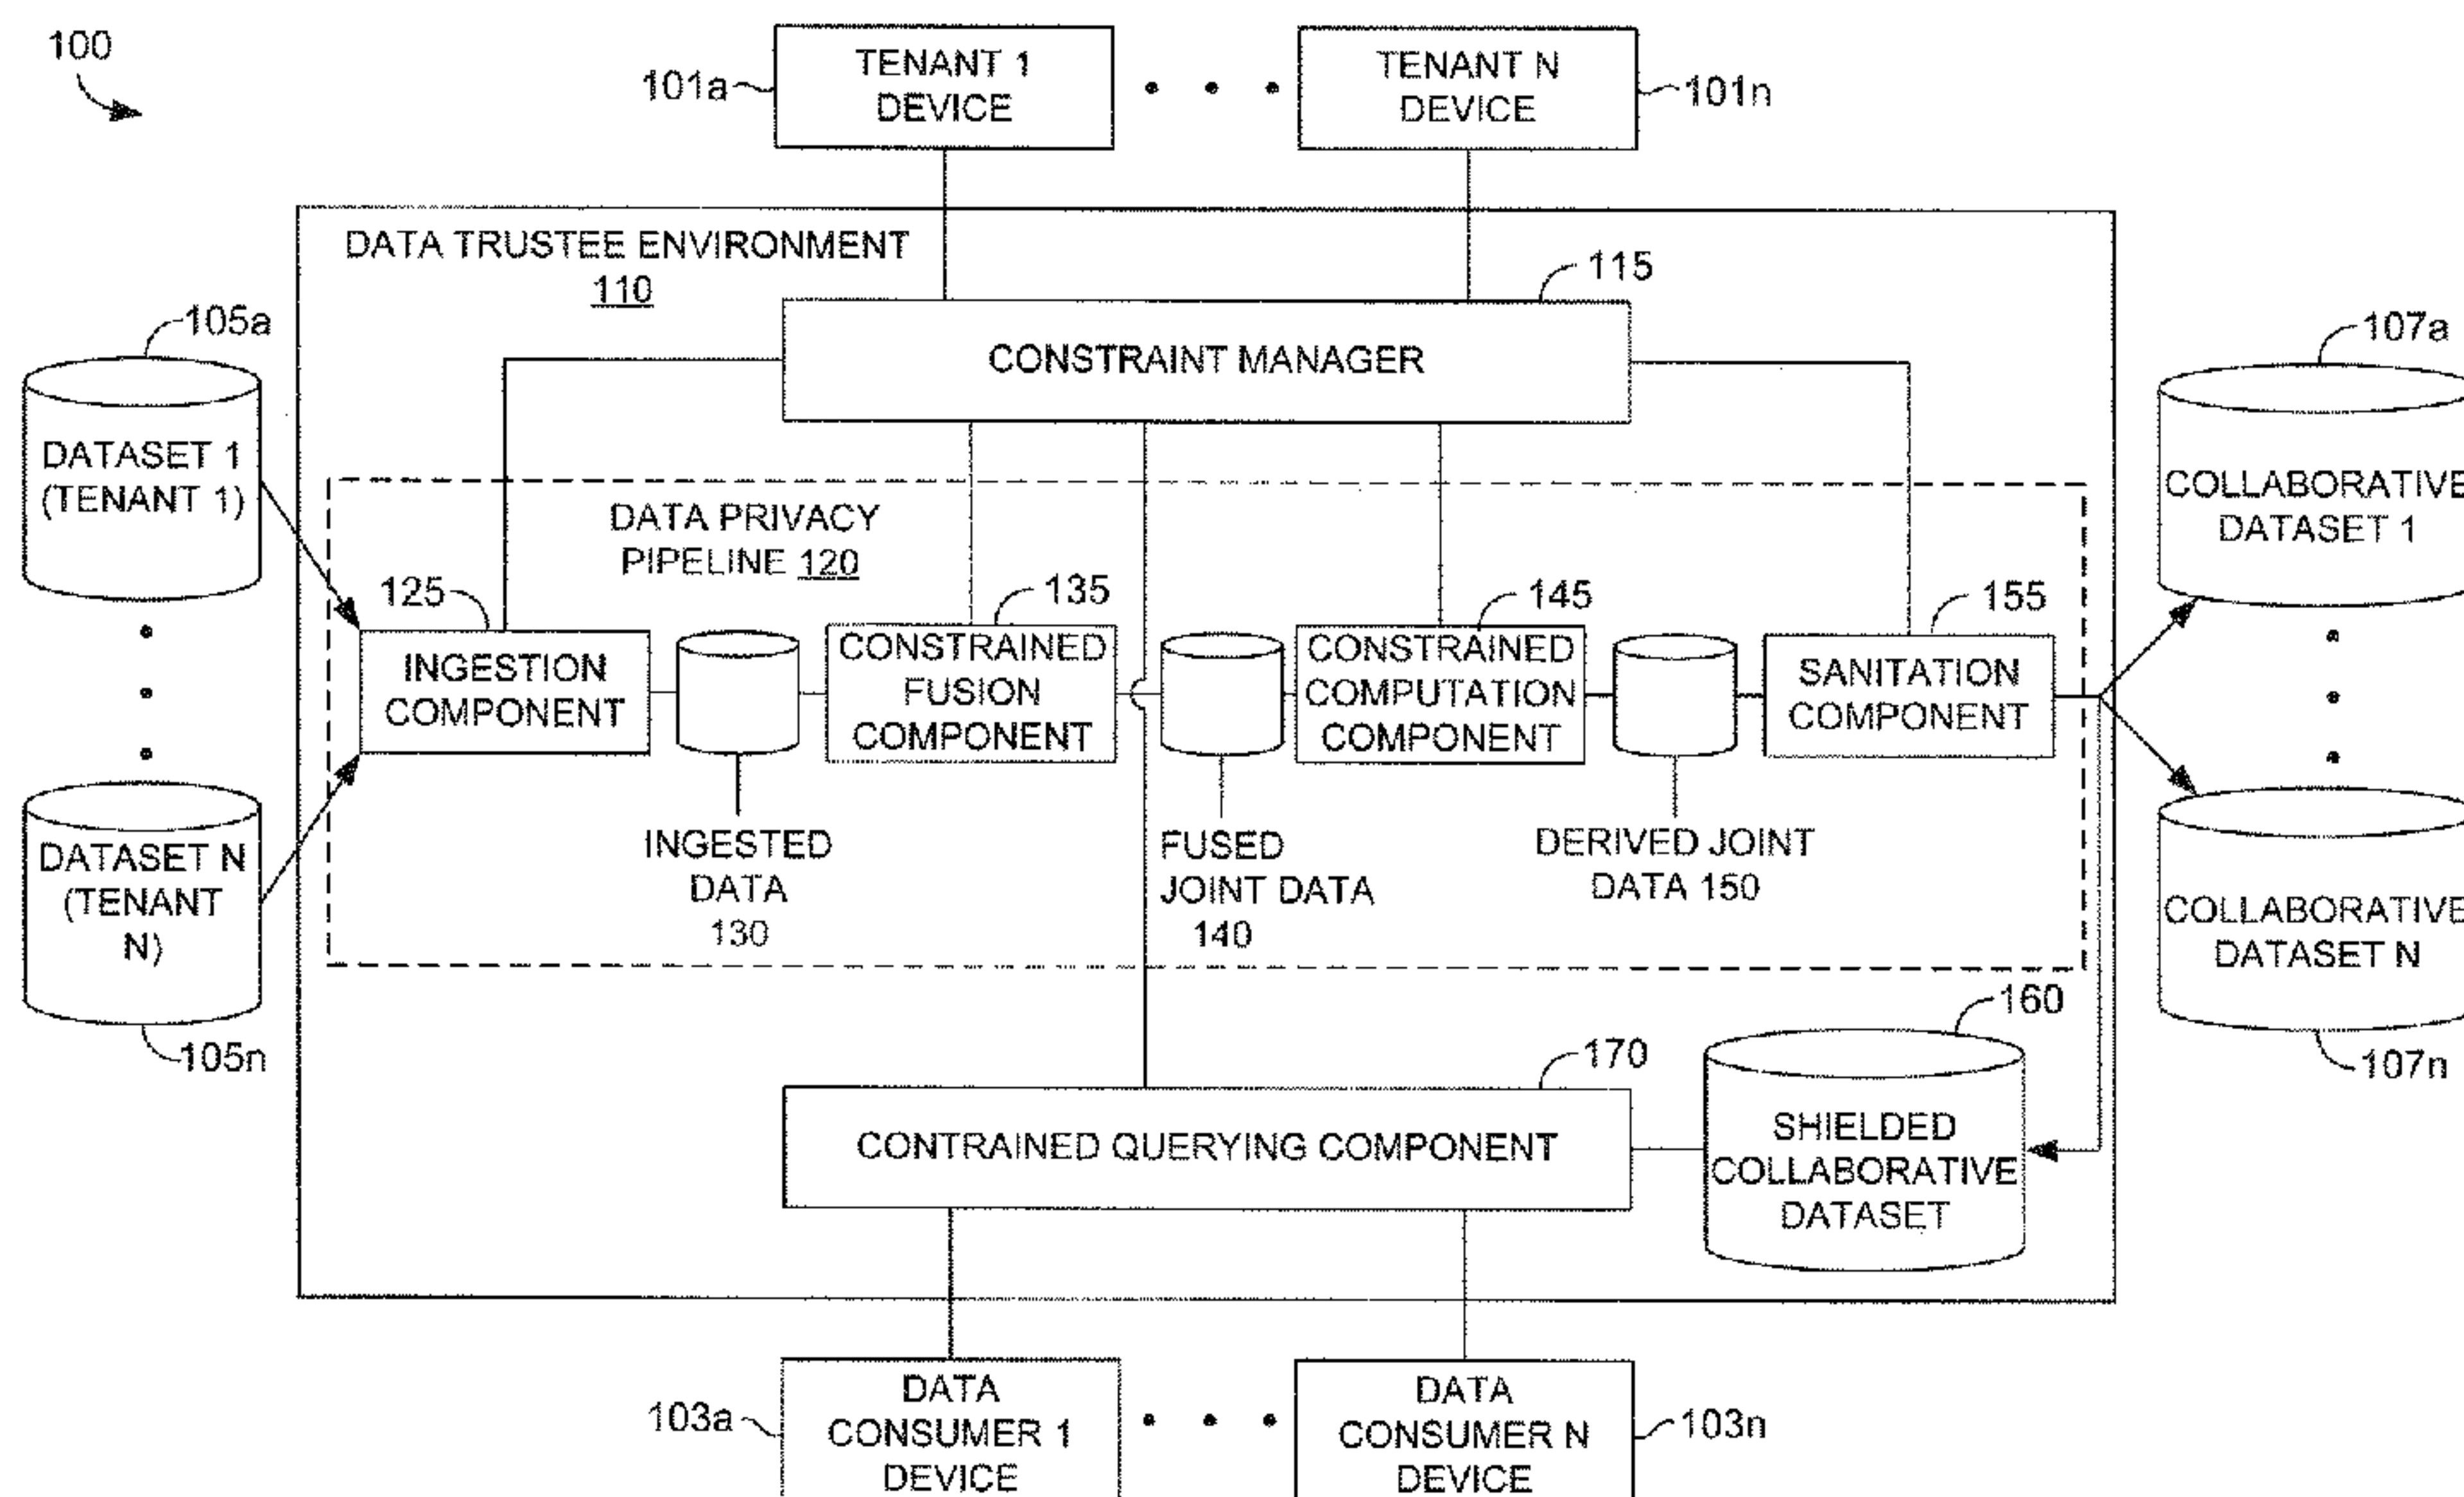 100
TENANT 1
DEVICE
101a
TENANT N
DEVICE
101n
DATA TRUSTEE ENVIRONMENT
110
115
CONSTRAINT MANAGER
105a
DATASET 1
(TENANT 1)
DATASET N
(TENANT
N)
105n
DATA PRIVACY
PIPELINE 120
125
INGESTION
COMPONENT
INGESTED
DATA
130
135
CONSTRAINED
FUSION
COMPONENT
FUSED
JOINT DATA
140
145
CONSTRAINED
COMPUTATION
COMPONENT
DERIVED JOINT
DATA 150
155
SANITATION
COMPONENT
107a
COLLABORATIVE
DATASET 1
COLLABORATIVE
DATASET N
107n
160
SHIELDED
COLLABORATIVE
DATASET
170
CONTRAINED QUERYING COMPONENT
103a
DATA
CONSUMER 1
DEVICE
DATA
CONSUMER N
DEVICE
103n